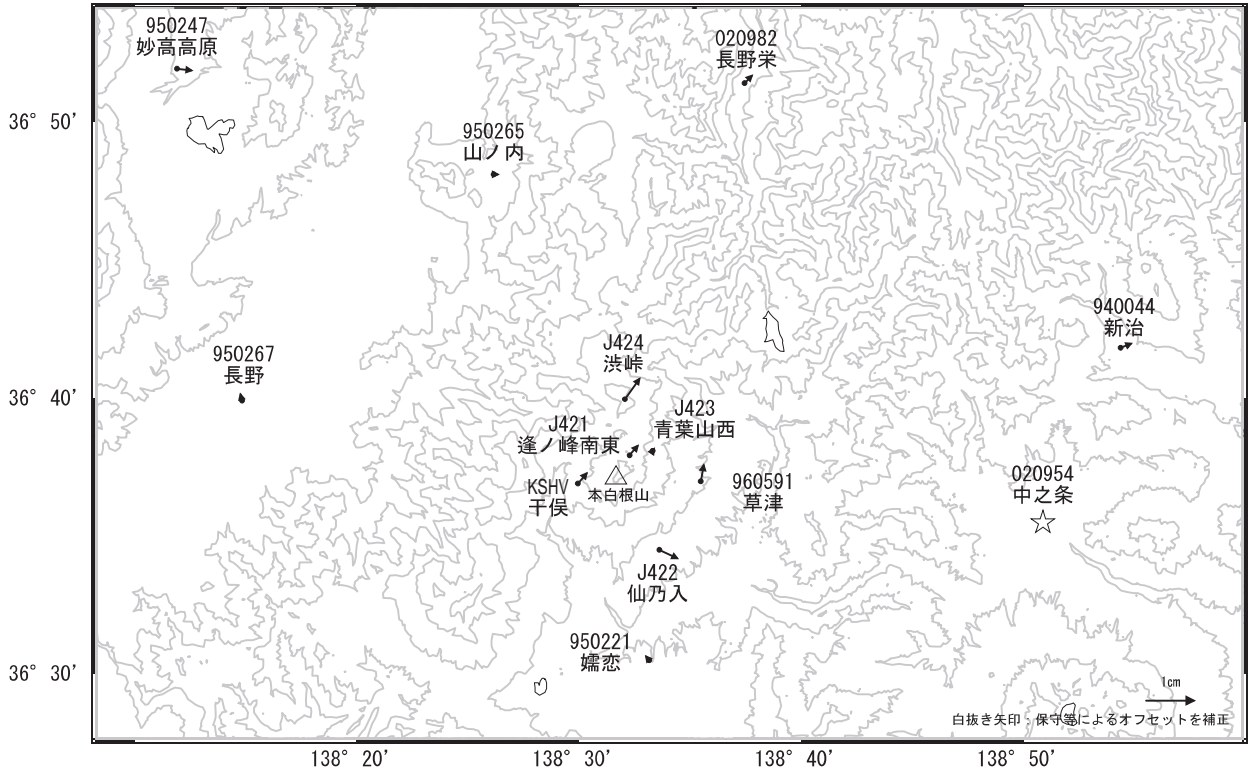 950247
妙高高原
020982
長野栄
36° 50'
950265
山ノ内
940044
新治
J424
渋峠
950267
長野
36° 40'
J423
青葉山西
J421
逢ノ峰南東
020954
中之条
960591
草津
KSHV
干俣
本白根山
J422
仙乃入
950221
嬬恋
36° 30'
1cm
白抜き矢印：保守等によるオフセットを補正
138° 20'
138° 30'
138° 40'
138° 50'